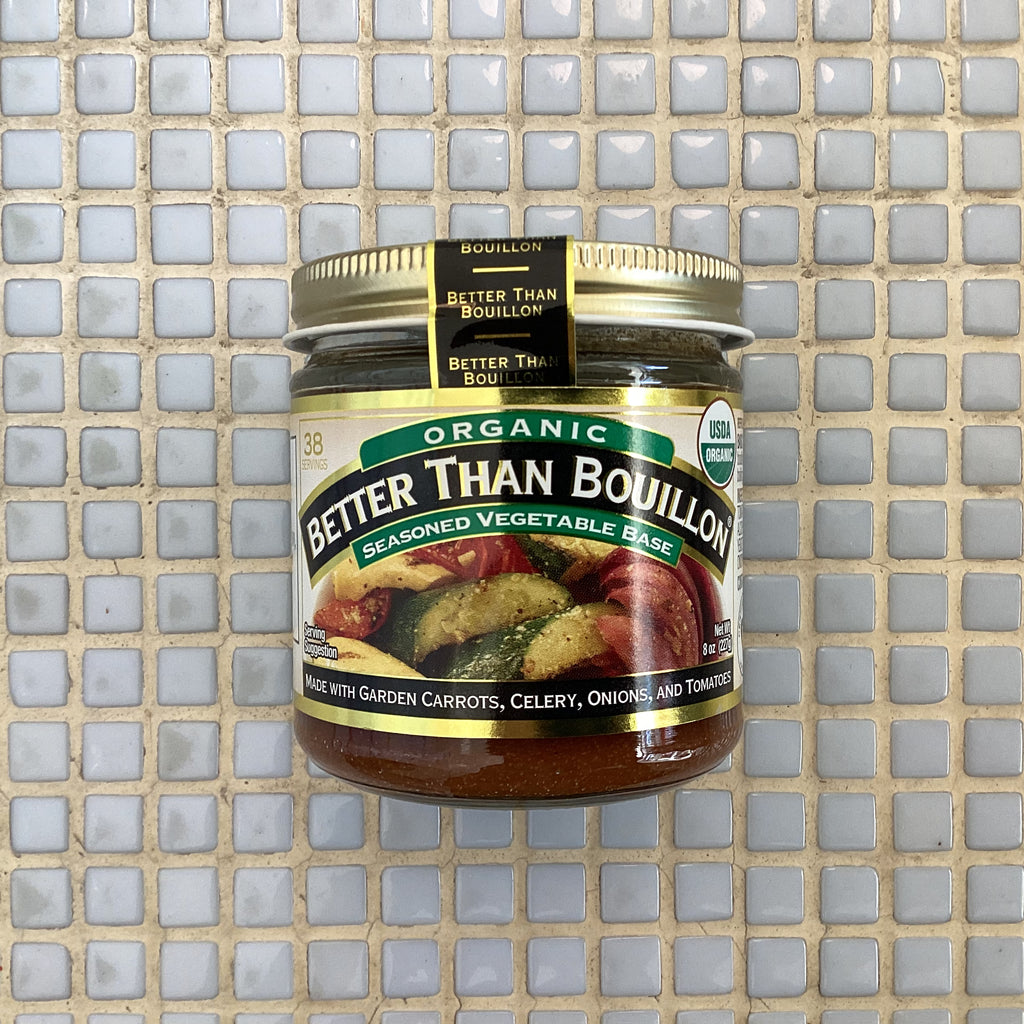 BOUILLON
BETTER THAN
BOUILLON
BETTER THAN
BOUILLON
38
SERVINGS
ORGANIC
USDA
ORGANIC
BETTER THAN BOUILLON®
SEASONED VEGETABLE BASE
Serving
Suggestion
Net Wt.
8 oz (227g)
MADE WITH GARDEN CARROTS, CELERY, ONIONS, AND TOMATOES